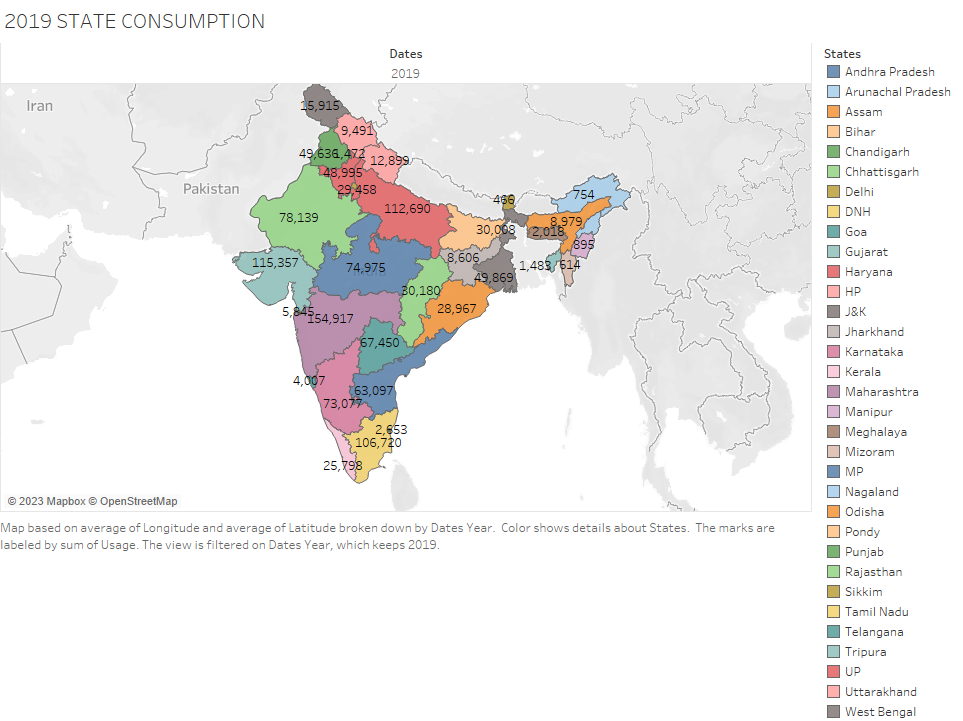 2019 STATE CONSUMPTION
Dates
2019
Iran
Pakistan
15,915
9,491
49,636
1,472
12,899
48,995
29,458
112,690
78,139
466
754
30,008
8,979
2,018
895
115,357
74,975
8,606
1,483
614
49,869
30,180
5,845
154,917
28,967
67,450
4,007
63,097
73,077
2,653
106,720
25,798
© 2023 Mapbox © OpenStreetMap
States
Andhra Pradesh
Arunachal Pradesh
Assam
Bihar
Chandigarh
Chhattisgarh
Delhi
DNH
Goa
Gujarat
Haryana
HP
J&K
Jharkhand
Karnataka
Kerala
Maharashtra
Manipur
Meghalaya
Mizoram
MP
Nagaland
Odisha
Pondy
Punjab
Rajasthan
Sikkim
Tamil Nadu
Telangana
Tripura
UP
Uttarakhand
West Bengal
Map based on average of Longitude and average of Latitude broken down by Dates Year. Color shows details about States. The marks are
labeled by sum of Usage. The view is filtered on Dates Year, which keeps 2019.